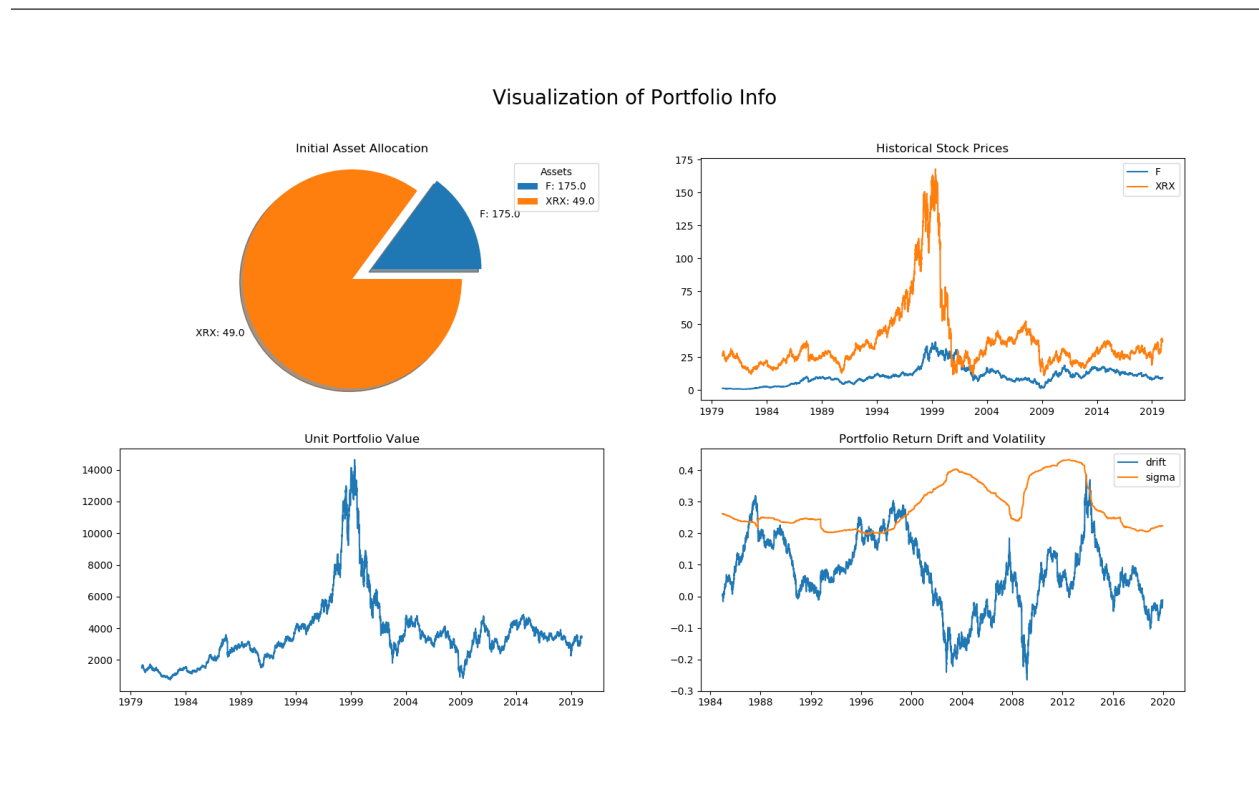 Visualization of Portfolio Info
Initial Asset Allocation
Assets
F: 175.0
XRX: 49.0
F: 175.0
XRX: 49.0
Historical Stock Prices
F
XRX
175
150
125
100
75
50
25
0
1979 1984 1989 1994 1999 2004 2009 2014 2019
Unit Portfolio Value
14000
12000
10000
8000
6000
4000
2000
1979 1984 1989 1994 1999 2004 2009 2014 2019
Portfolio Return Drift and Volatility
drift
sigma
0.4
0.3
0.2
0.1
0.0
−0.1
−0.2
−0.3
1984 1988 1992 1996 2000 2004 2008 2012 2016 2020